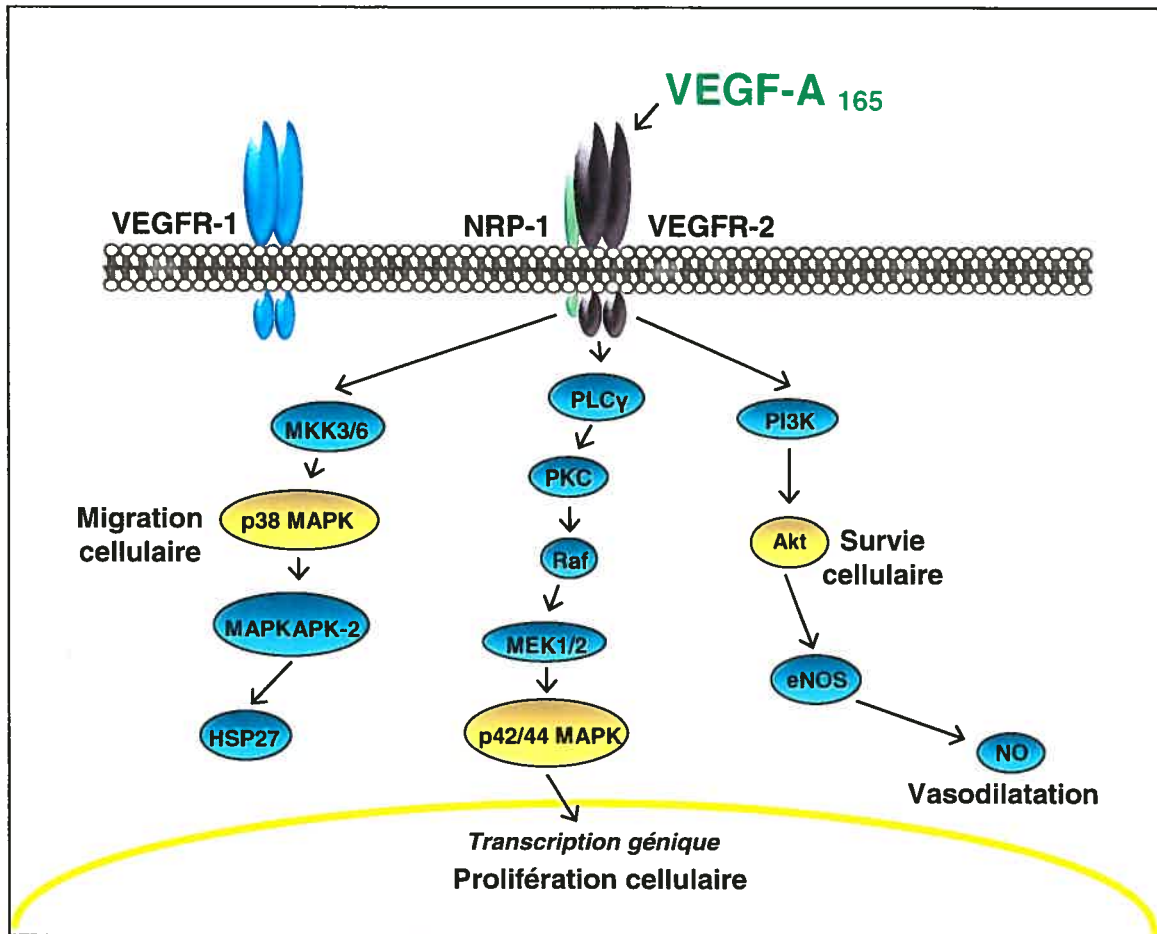 VEGF-A 165
VEGFR-1
NRP-1
VEGFR-2
MKK3/6
PLCγ
PI3K
p38 MAPK
Migration
cellulaire
PKC
Akt
Survie
cellulaire
Raf
MAPKAPK-2
MEK1/2
eNOS
HSP27
p42/44 MAPK
NO
Vasodilatation
Transcription génique
Prolifération cellulaire